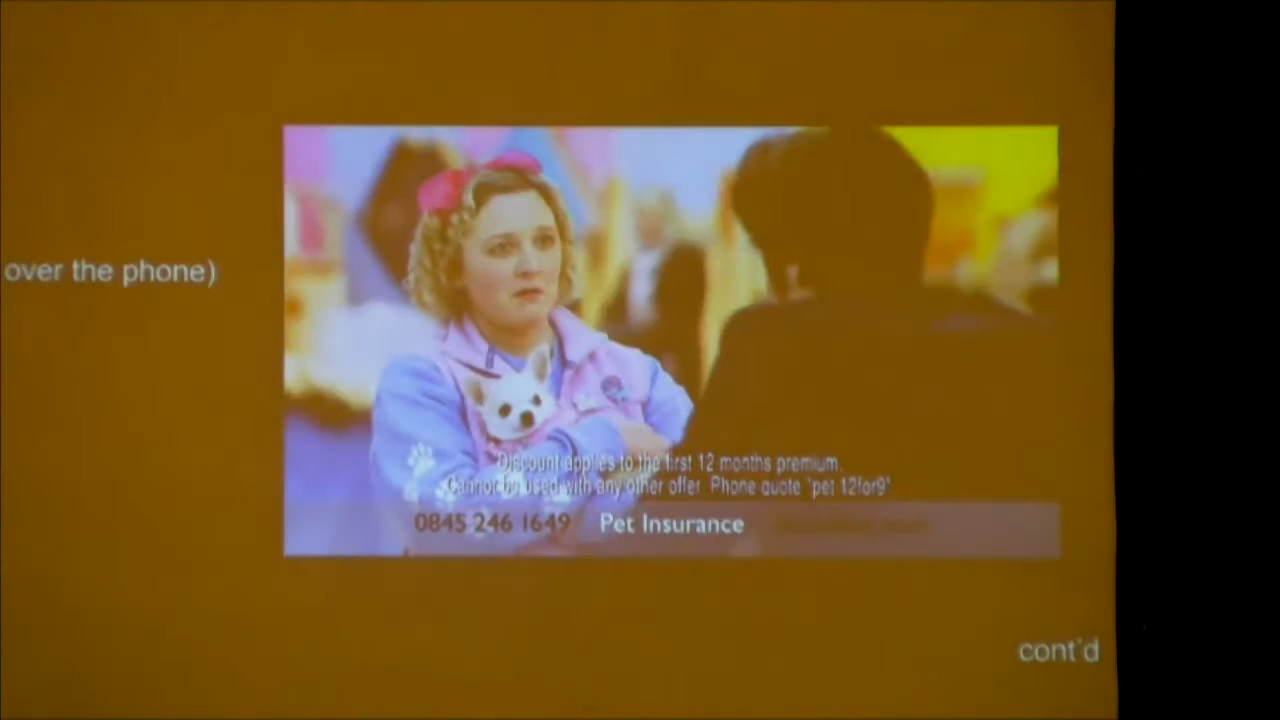 over the phone)
Discount applies to the first 12 months premium.
Cannot be used with any other offer. Phone quote 'pet 12for9'
0845 246 1649 Pet Insurance
cont'd